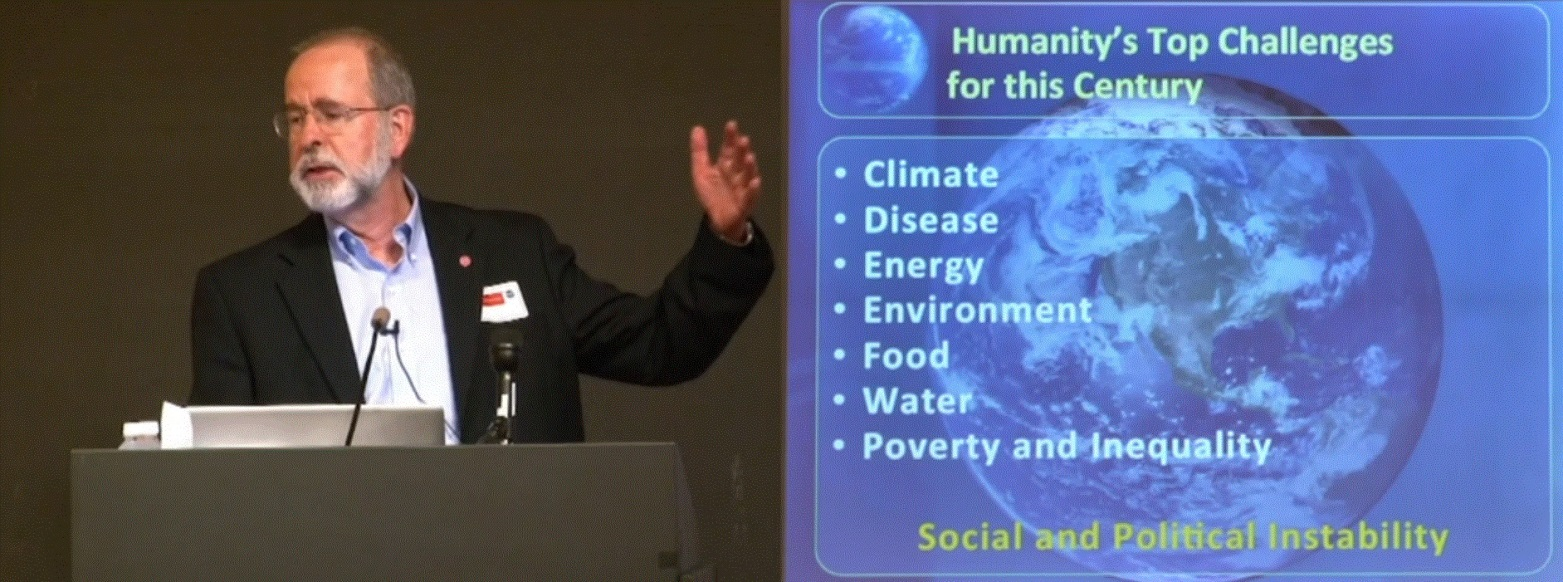 Humanity's Top Challenges
for this Century
• Climate
• Disease
• Energy
• Environment
• Food
• Water
• Poverty and Inequality
Social and Political Instability